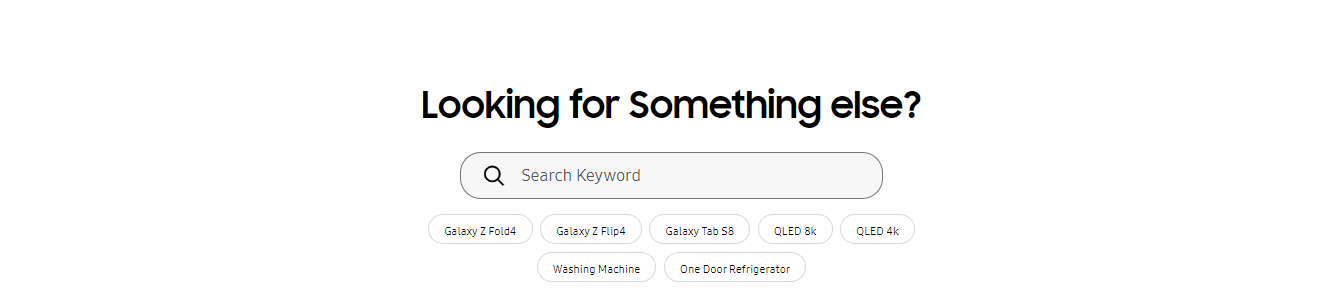 Looking for Something else?
Search Keyword
Galaxy Z Fold4 Galaxy Z Flip4 Galaxy Tab S8 QLED 8k QLED 4k
Washing Machine One Door Refrigerator